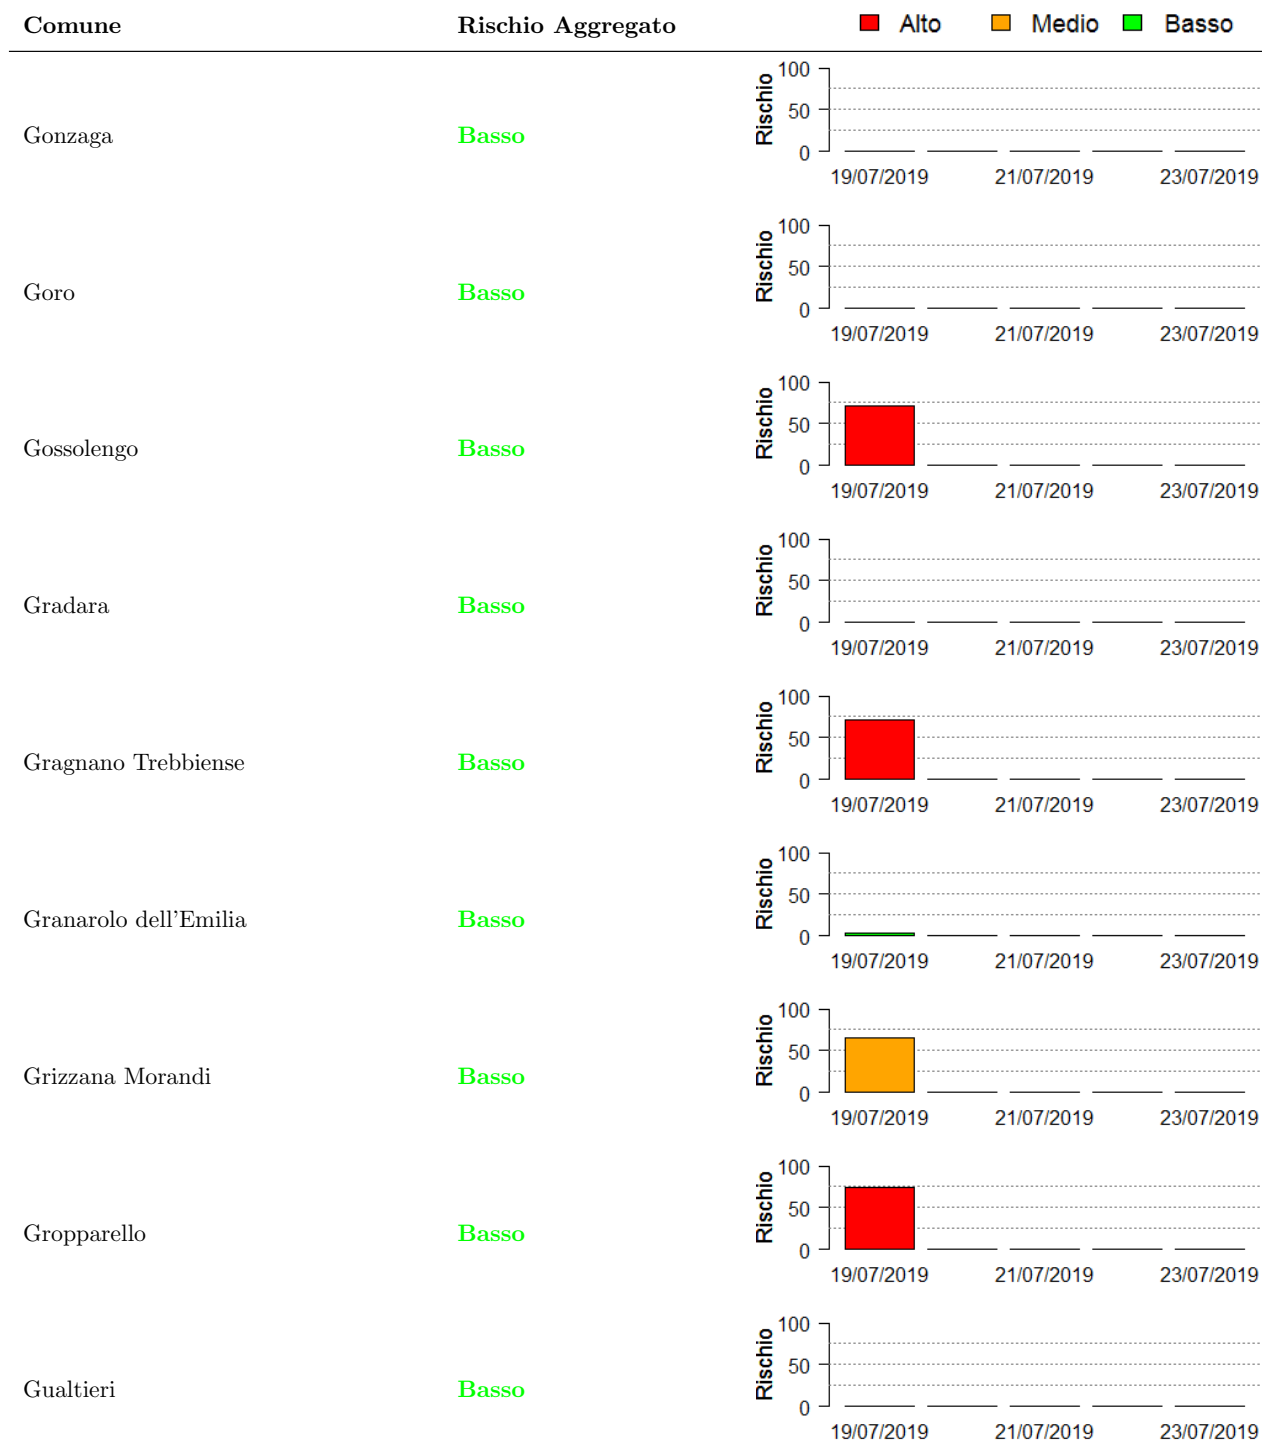 Comune Rischio Aggregato Alto Medio Basso
100
50
0
Rischio
Gonzaga Basso
19/07/2019 21/07/2019 23/07/2019
100
50
0
Rischio
Goro Basso
19/07/2019 21/07/2019 23/07/2019
100
50
0
Rischio
Gossolengo Basso
19/07/2019 21/07/2019 23/07/2019
100
50
0
Rischio
Gradara Basso
19/07/2019 21/07/2019 23/07/2019
100
50
0
Rischio
Gragnano Trebbiense Basso
19/07/2019 21/07/2019 23/07/2019
100
50
0
Rischio
Granarolo dell'Emilia Basso
19/07/2019 21/07/2019 23/07/2019
100
50
0
Rischio
Grizzana Morandi Basso
19/07/2019 21/07/2019 23/07/2019
100
50
0
Rischio
Gropparello Basso
19/07/2019 21/07/2019 23/07/2019
100
50
0
Rischio
Gualtieri Basso
19/07/2019 21/07/2019 23/07/2019